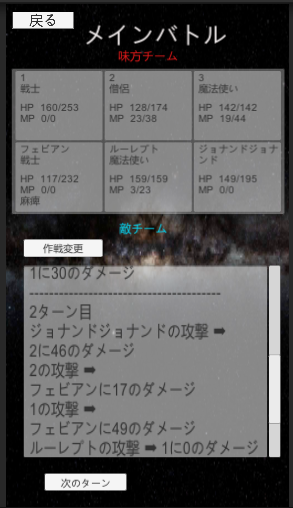 戻る
メインバトル
味方チーム
1 2 3
戦士 僧侶 魔法使い
HP 160/253 HP 128/174 HP 142/142
MP 0/0 MP 23/38 MP 19/44
フェビアン ルーレプト ジョナンドジョナ
戦士 魔法使い ンド
HP 117/232 HP 159/159 HP 149/195
MP 0/0 MP 3/23 MP 0/0
麻痺
敵チーム
作戦変更
1に30のダメージ
---------------------------------------
2ターン目
ジョナンドジョナンドの攻撃 ➡
2に46のダメージ
2の攻撃 ➡
フェビアンに17のダメージ
1の攻撃 ➡
フェビアンに49のダメージ
ルーレプトの攻撃 ➡ 1に0のダメージ
次のターン